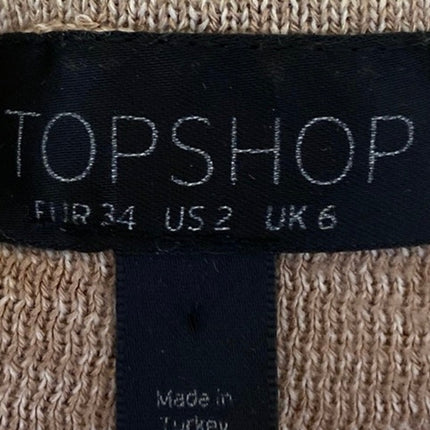 TOPSHOP
EUR 34 US 2 UK 6
Made in
Turkey